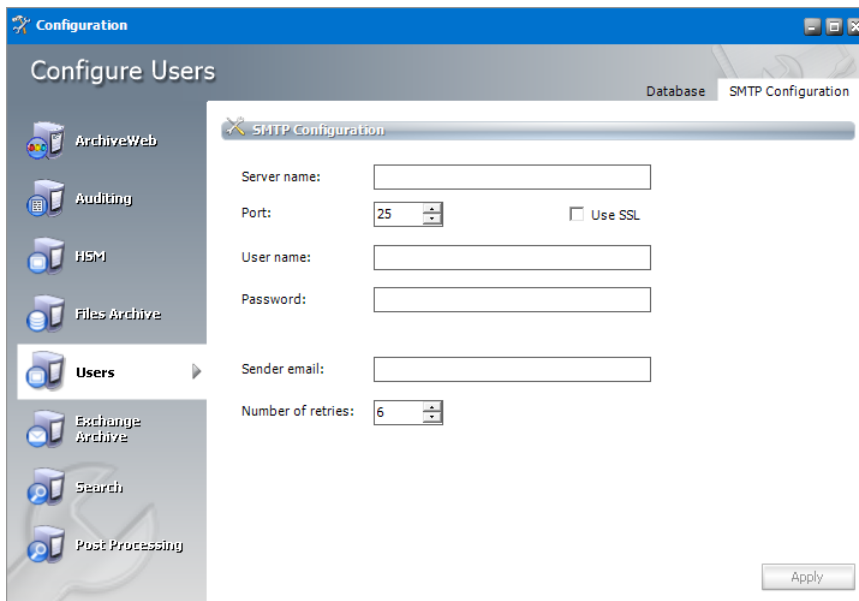 Configuration
Configure Users
Database
SMTP Configuration
ArchiveWeb
Auditing
HSM
Files Archive
Users
Exchange
Archive
Search
Post Processing
SMTP Configuration
Server name:
Port:
25
Use SSL
User name:
Password:
Sender email:
Number of retries:
6
Apply